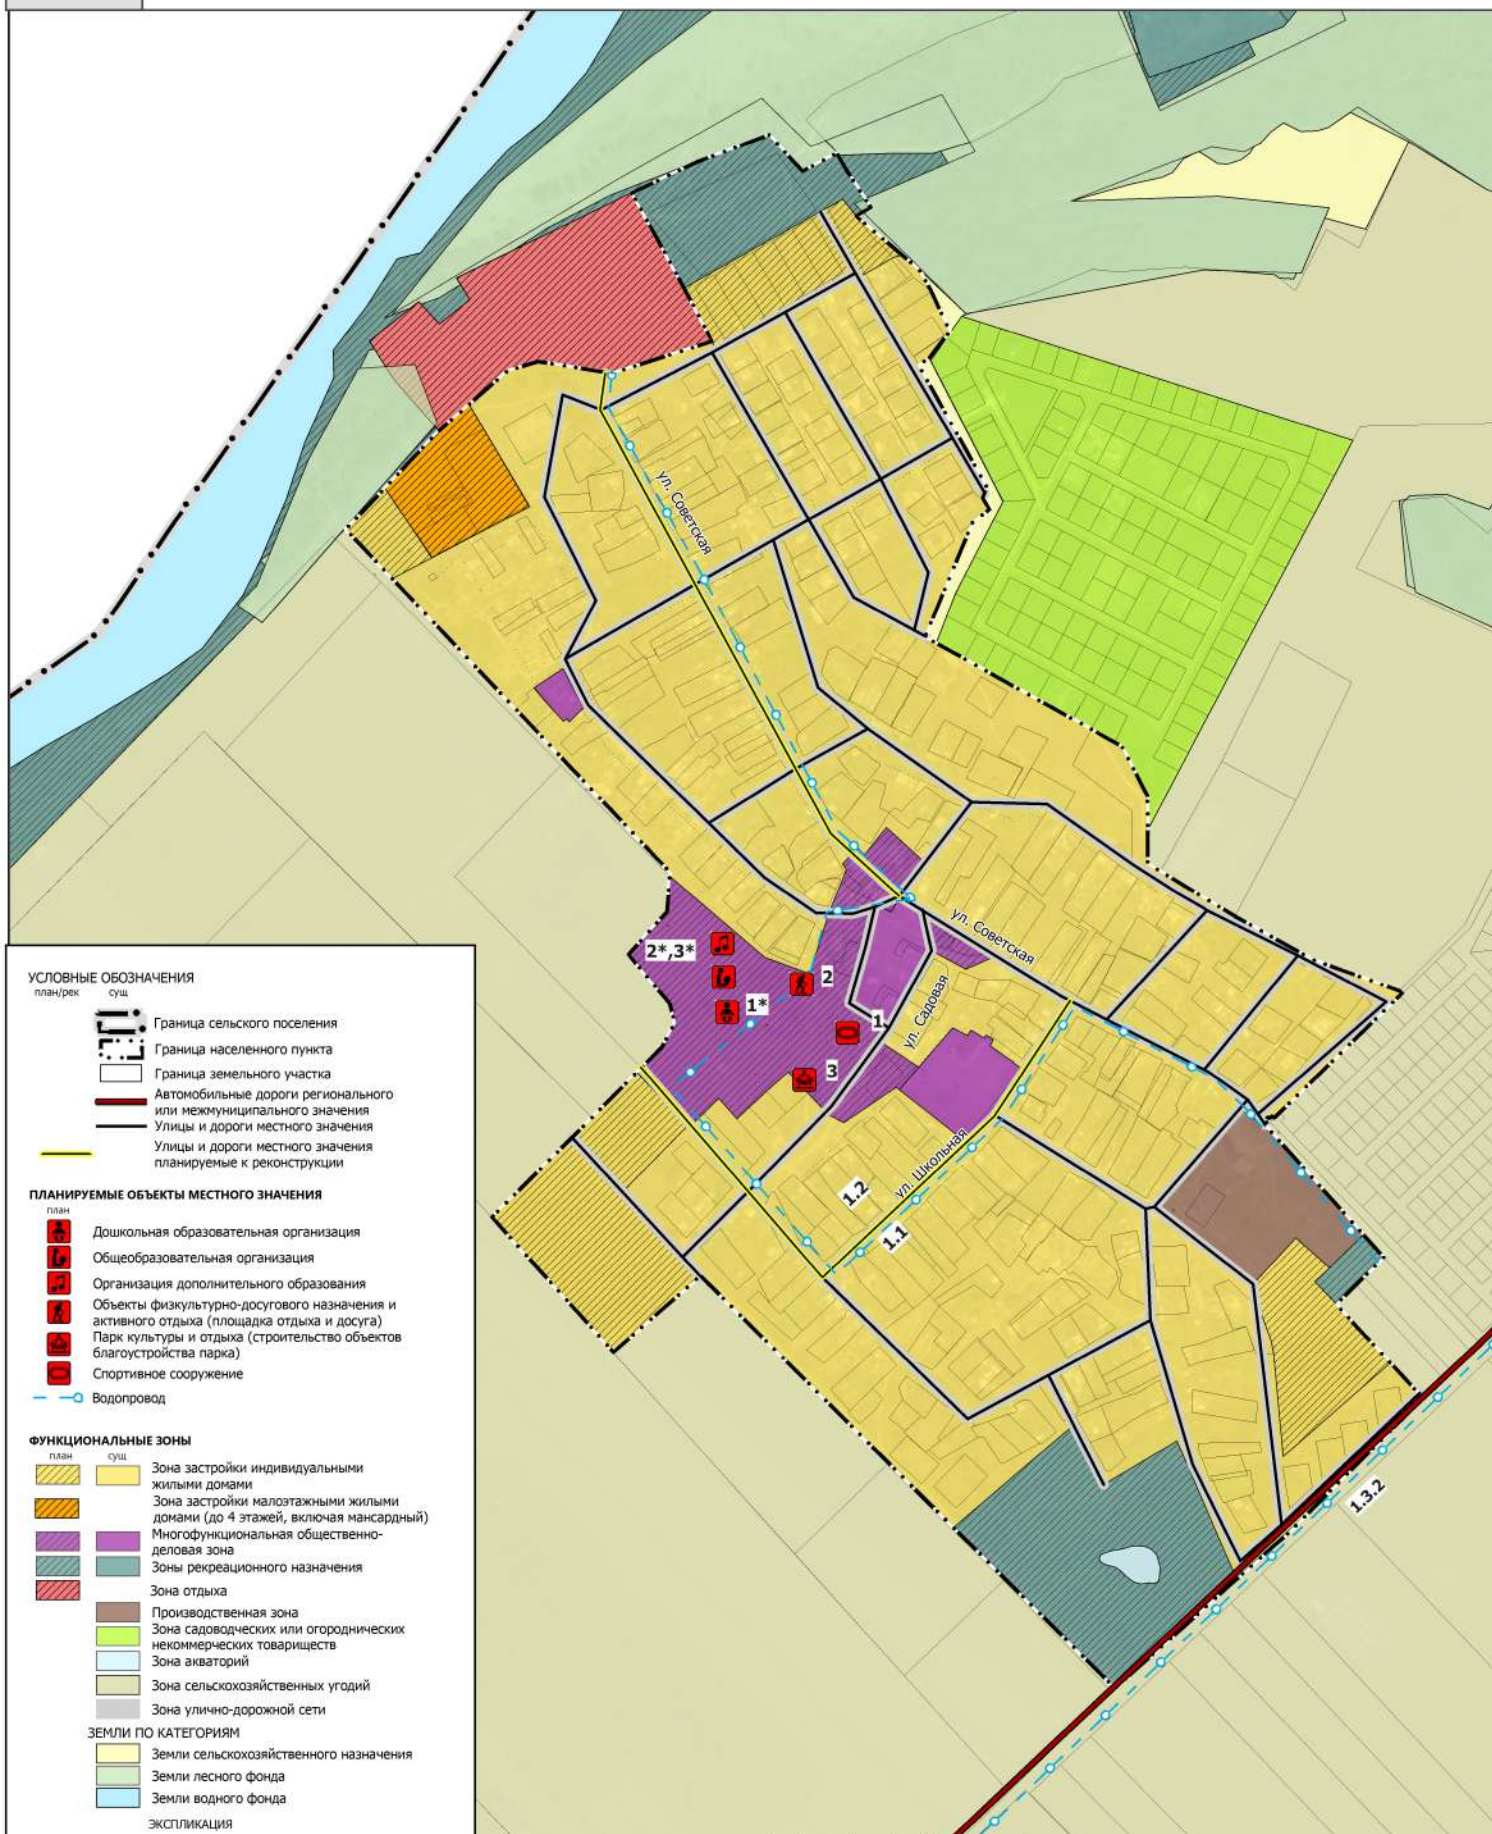 ул. Советская
ул. Советская
2*,3*
2
1*
1
ул. Садовая
3
ул. Школьная
1.2
1.1
1.3.2
УСЛОВНЫЕ ОБОЗНАЧЕНИЯ
план/рек сущ
Граница сельского поселения
Граница населенного пункта
Граница земельного участка
Автомобильные дороги регионального
или межмуниципального значения
Улицы и дороги местного значения
Улицы и дороги местного значения
планируемые к реконструкции
ПЛАНИРУЕМЫЕ ОБЪЕКТЫ МЕСТНОГО ЗНАЧЕНИЯ
план
Дошкольная образовательная организация
Общеобразовательная организация
Организация дополнительного образования
Объекты физкультурно-досугового назначения и
активного отдыха (площадка отдыха и досуга)
Парк культуры и отдыха (строительство объектов
благоустройства парка)
Спортивное сооружение
Водопровод
ФУНКЦИОНАЛЬНЫЕ ЗОНЫ
план сущ
Зона застройки индивидуальными
жилыми домами
Зона застройки малоэтажными жилыми
домами (до 4 этажей, включая мансардный)
Многофункциональная общественно-
деловая зона
Зоны рекреационного назначения
Зона отдыха
Производственная зона
Зона садоводческих или огороднических
некоммерческих товариществ
Зона акваторий
Зона сельскохозяйственных угодий
Зона улично-дорожной сети
ЗЕМЛИ ПО КАТЕГОРИЯМ
Земли сельскохозяйственного назначения
Земли лесного фонда
Земли водного фонда
ЭКСПЛИКАЦИЯ